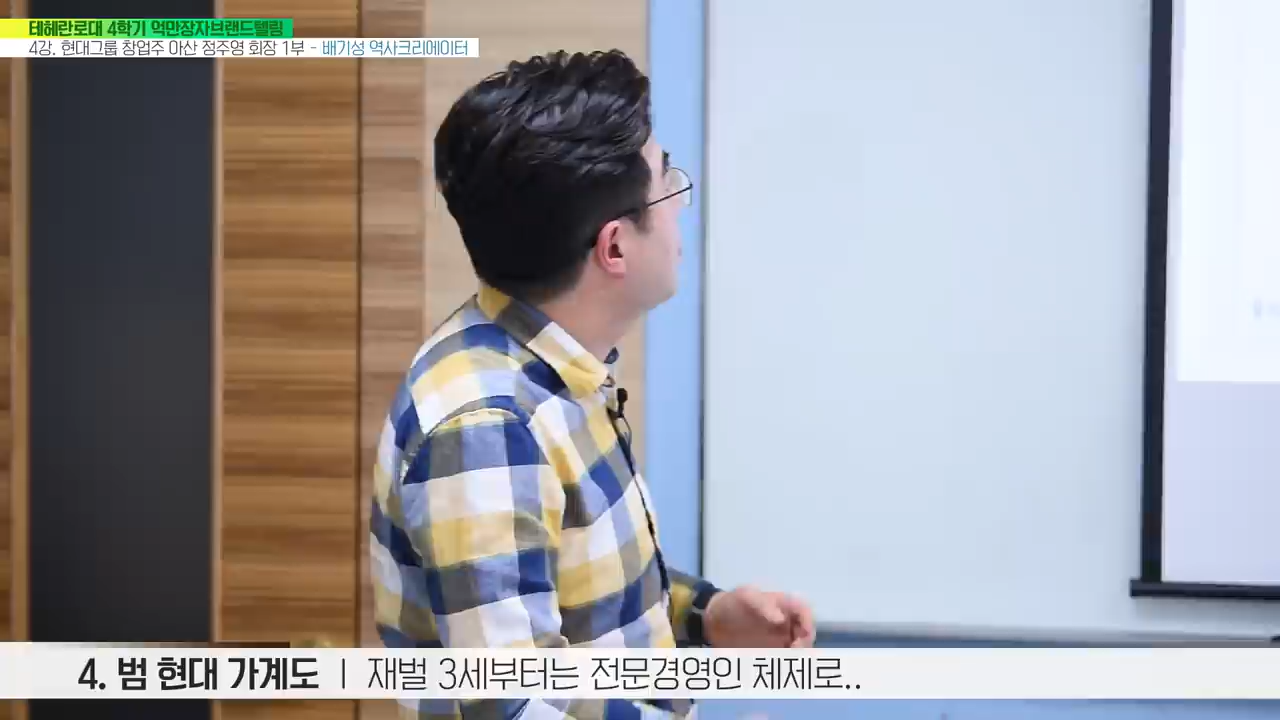 테헤란로대 4학기 억만장자브랜드텔링
4강. 현대그룹 창업주 아산 정주영 회장 1부 - 배기성 역사크리에이터
4. 범 현대 가계도 | 재벌 3세부터는 전문경영인 체제로..